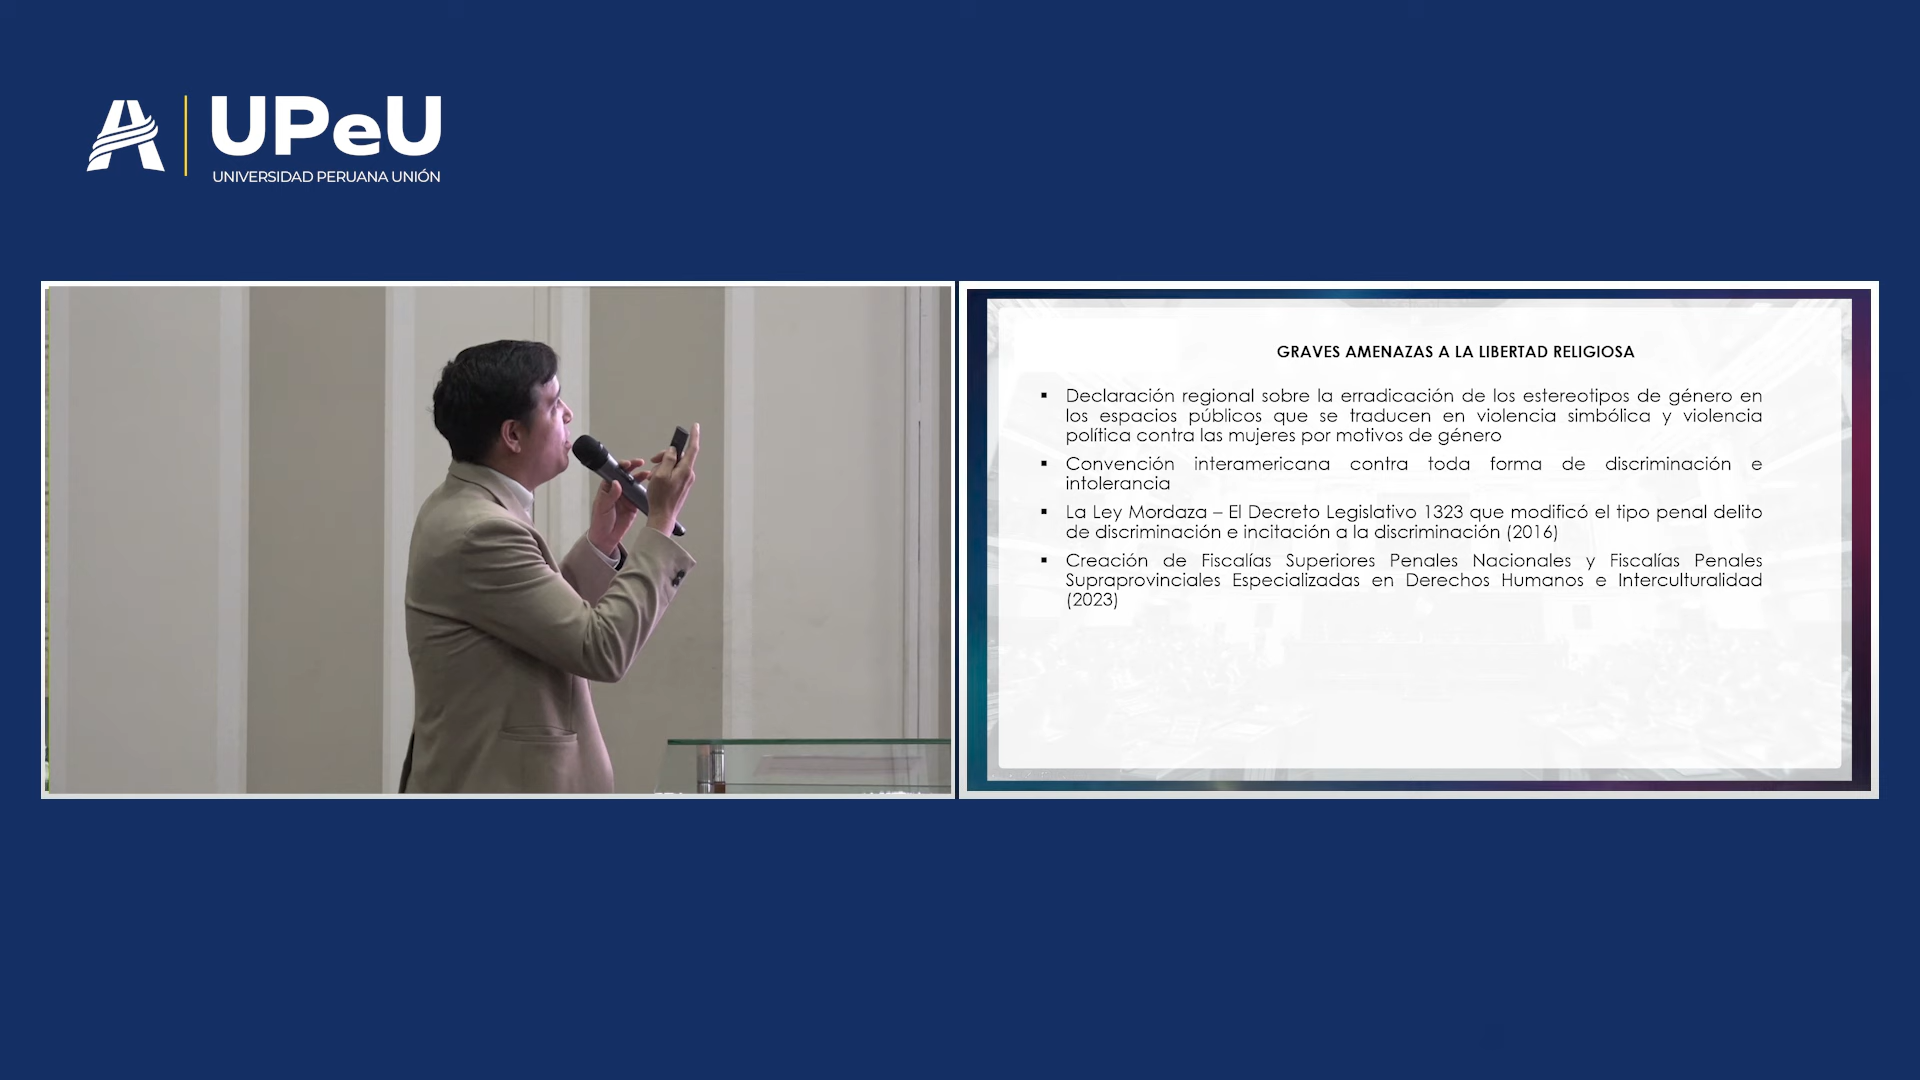 UPeU
UNIVERSIDAD PERUANA UNIÓN
GRAVES AMENAZAS A LA LIBERTAD RELIGIOSA
▪ Declaración regional sobre la erradicación de los estereotipos de género en
los espacios públicos que se traducen en violencia simbólica y violencia
política contra las mujeres por motivos de género
▪ Convención interamericana contra toda forma de discriminación e
intolerancia
▪ La Ley Mordaza – El Decreto Legislativo 1323 que modificó el tipo penal delito
de discriminación e incitación a la discriminación (2016)
▪ Creación de Fiscalías Superiores Penales Nacionales y Fiscalías Penales
Supraprovinciales Especializadas en Derechos Humanos e Interculturalidad
(2023)